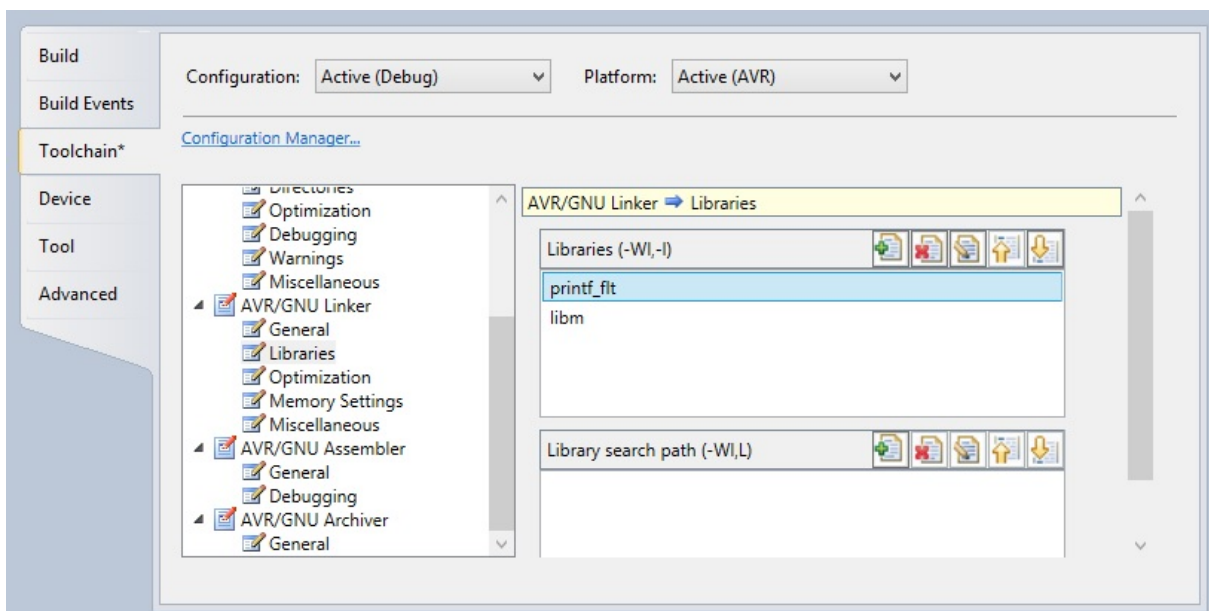 Build
Build Events
Toolchain*
Device
Tool
Advanced
Configuration: Active (Debug) Platform: Active (AVR)
Configuration Manager...
Directories
Optimization
Debugging
Warnings
Miscellaneous
AVR/GNU Linker
General
Libraries
Optimization
Memory Settings
Miscellaneous
AVR/GNU Assembler
General
Debugging
AVR/GNU Archiver
General
AVR/GNU Linker ➡ Libraries
Libraries (-Wl,-l)
printf_flt
libm
Library search path (-Wl,L)